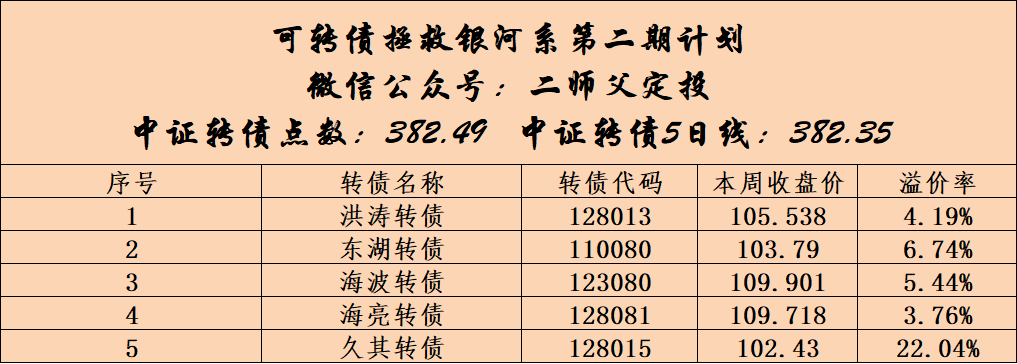 可转债拯救银河系第二期计划
微信公众号：二师父定投
中证转债点数：382.49 中证转债5日线：382.35
序号 转债名称 转债代码 本周收盘价 溢价率
1 洪涛转债 128013 105.538 4.19%
2 东湖转债 110080 103.79 6.74%
3 海波转债 123080 109.901 5.44%
4 海亮转债 128081 109.718 3.76%
5 久其转债 128015 102.43 22.04%